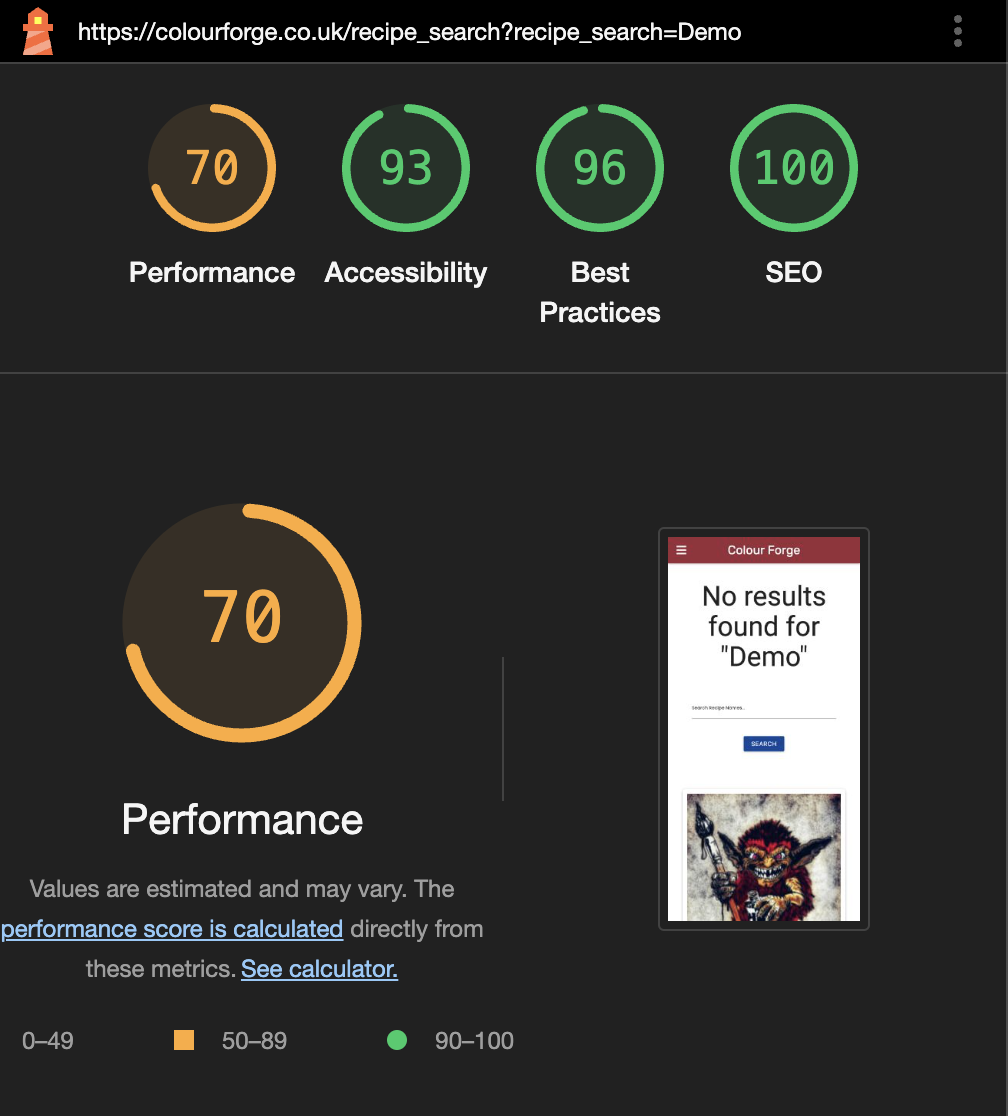 https://colourforge.co.uk/recipe_search?recipe_search=Demo
70
93
96
100
Performance
Accessibility
Best
Practices
SEO
70
Performance
Values are estimated and may vary. The
performance score is calculated directly from
these metrics. See calculator.
0–49
50–89
90–100
Colour Forge
No results
found for
"Demo"
Search Recipe Names...
SEARCH